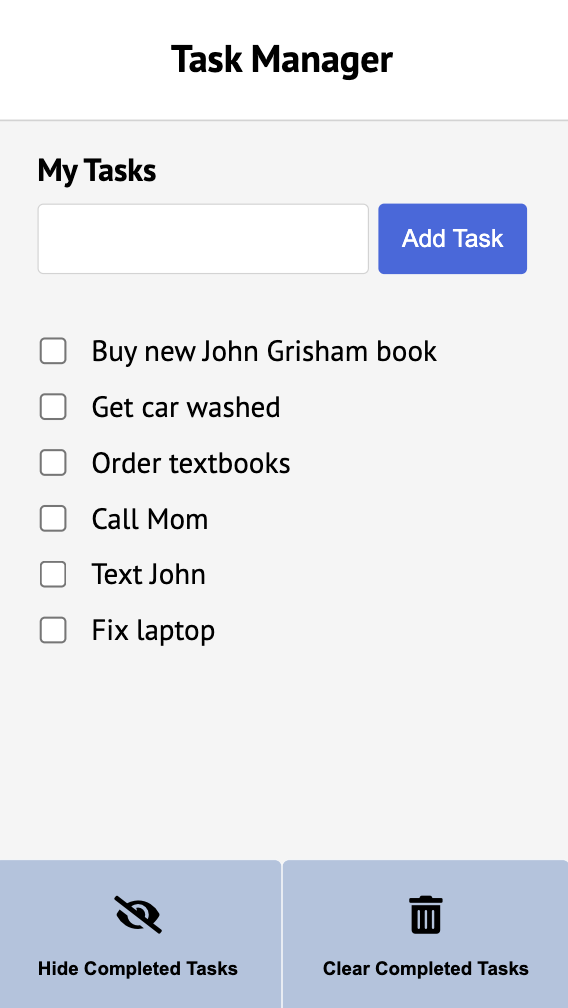 Task Manager
My Tasks
Add Task
Buy new John Grisham book
Get car washed
Order textbooks
Call Mom
Text John
Fix laptop
Hide Completed Tasks
Clear Completed Tasks